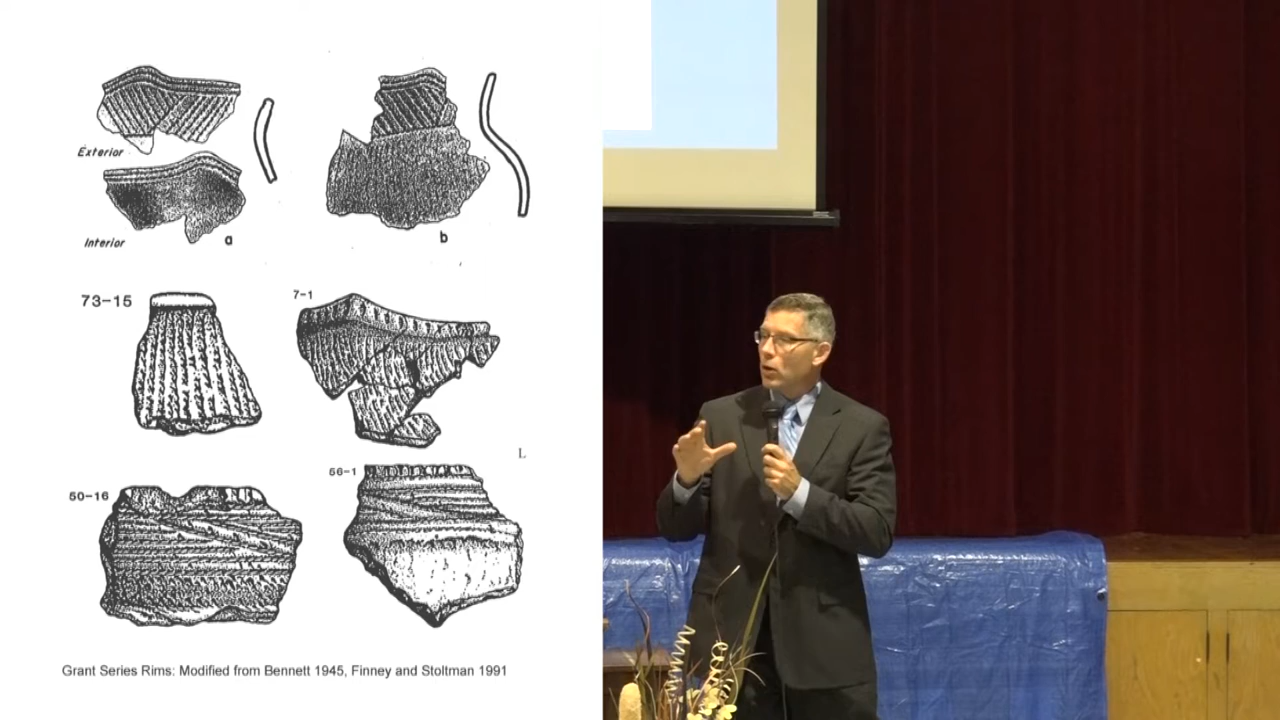 Exterior
Interior
a
b
73-15
7-1
L
50-16
56-1
Grant Series Rims: Modified from Bennett 1945, Finney and Stoltman 1991